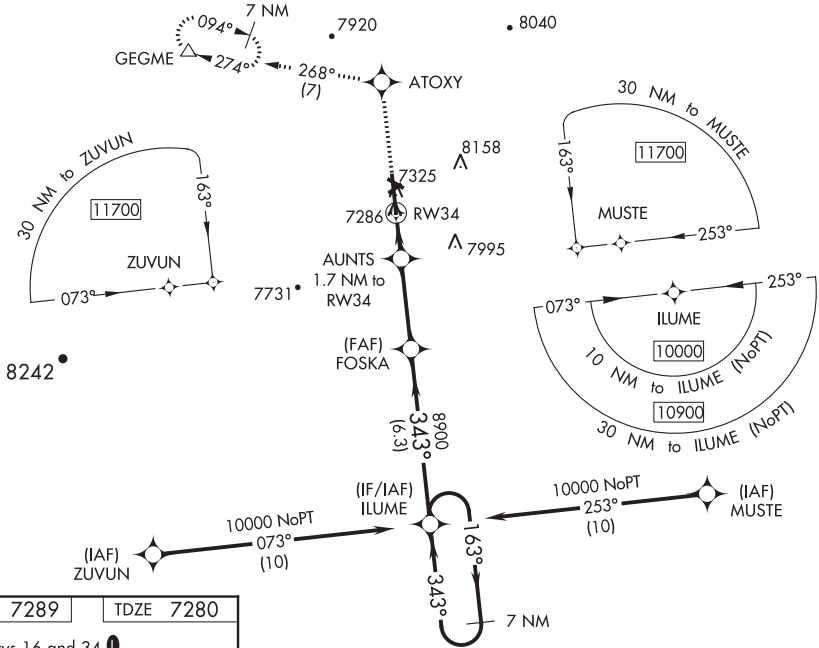 7 NM
094°
7920
8040
GEGME
274°
268°
(7)
ATOXY
30 NM to MUSTE
11700
163°
MUSTE
253°
8158
7325
7286
RW34
30 NM to ZUVUN
11700
163°
ZUVUN
073°
7995
AUNTS
1.7 NM to
RW34
7731
073°
253°
ILUME
10000
10 NM to ILUME (NoPT)
10900
30 NM to ILUME (NoPT)
(FAF)
FOSKA
8242
8900
343°
(6.3)
(IF/IAF)
ILUME
10000 NoPT
253°
(10)
(IAF)
MUSTE
10000 NoPT
073°
(10)
(IAF)
ZUVUN
163°
343°
7 NM
7289
TDZE 7280
16 and 34